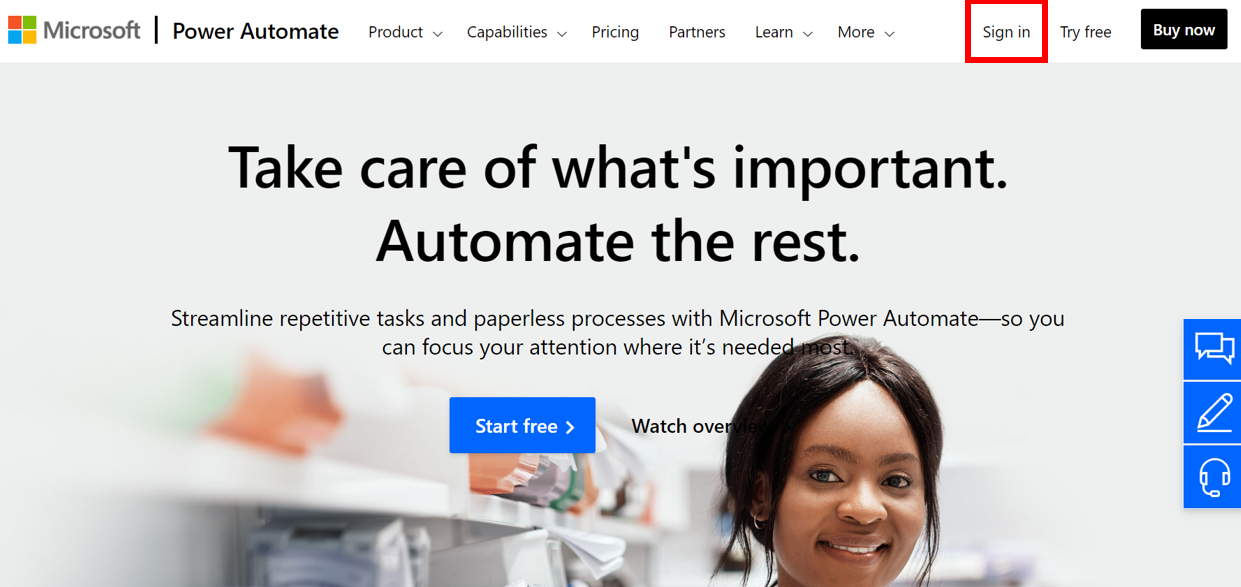 Microsoft | Power Automate Product Capabilities Pricing Partners Learn More Sign in Try free Buy now
Take care of what's important.
Automate the rest.
Streamline repetitive tasks and paperless processes with Microsoft Power Automate—so you
can focus your attention where it’s needed most.
Start free Watch overview